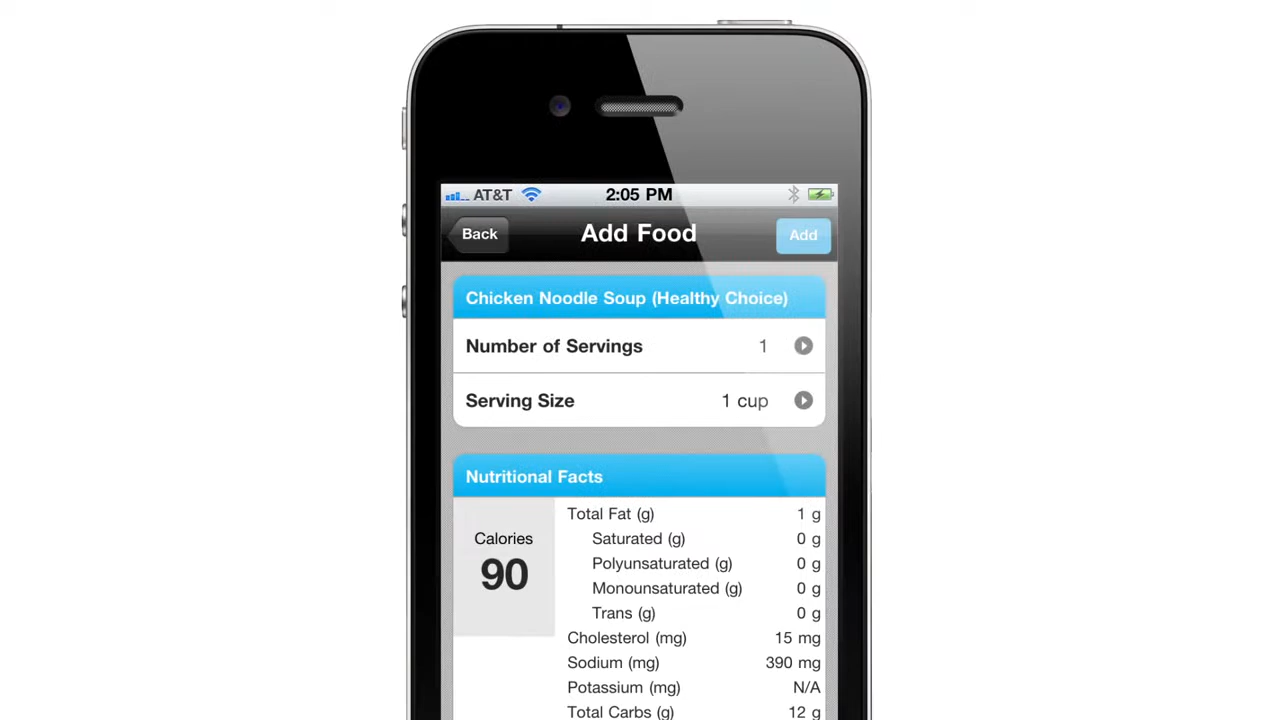 AT&T 2:05 PM
Back Add Food Add
Chicken Noodle Soup (Healthy Choice)
Number of Servings 1
Serving Size 1 cup
Nutritional Facts
Calories
90
Total Fat (g) 1 g
Saturated (g) 0 g
Polyunsaturated (g) 0 g
Monounsaturated (g) 0 g
Trans (g) 0 g
Cholesterol (mg) 15 mg
Sodium (mg) 390 mg
Potassium (mg) N/A
Total Carbs (g) 12 g